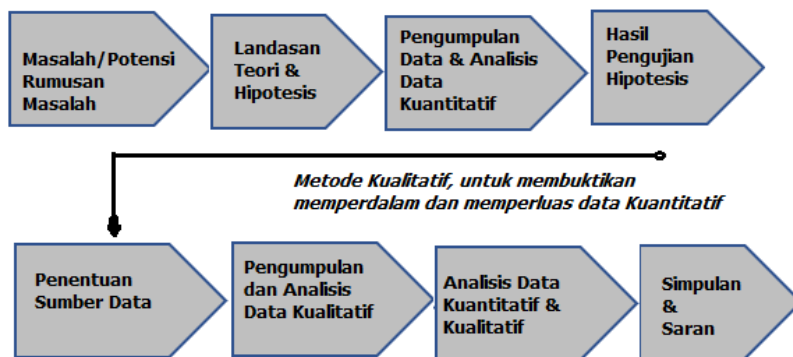 Masalah/Potensi
Rumusan
Masalah
Landasan
Teori &
Hipotesis
Pengumpulan
Data & Analisis
Data
Kuantitatif
Hasil
Pengujian
Hipotesis
Metode Kualitatif, untuk membuktikan
memperdalam dan memperluas data Kuantitatif
Penentuan
Sumber Data
Pengumpulan
dan Analisis
Data Kualitatif
Analisis Data
Kuantitatif &
Kualitatif
Simpulan
&
Saran